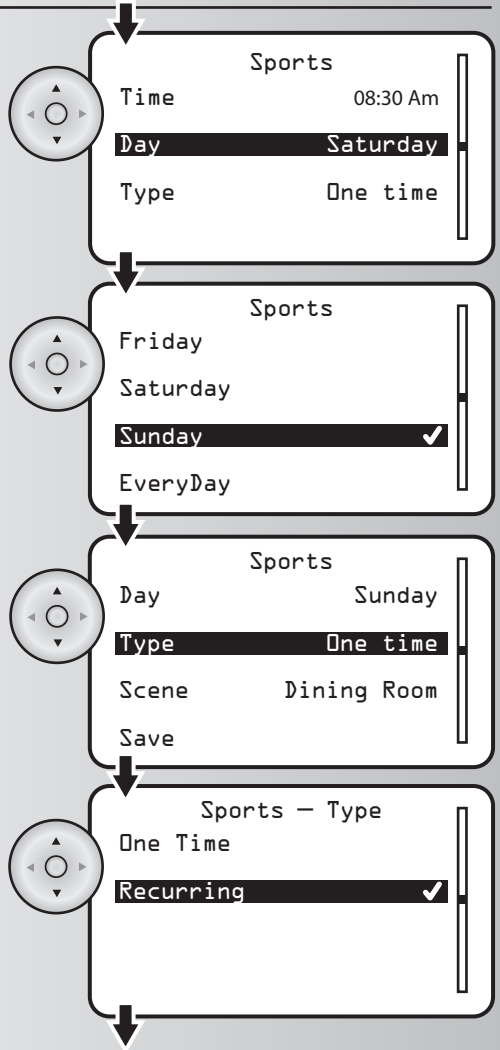 Sports
Time 08:30 Am
Day Saturday
Type One time
Sports
Friday
Saturday
Sunday ✓
EveryDay
Sports
Day Sunday
Type One time
Scene Dining Room
Save
Sports – Type
One Time
Recurring ✓